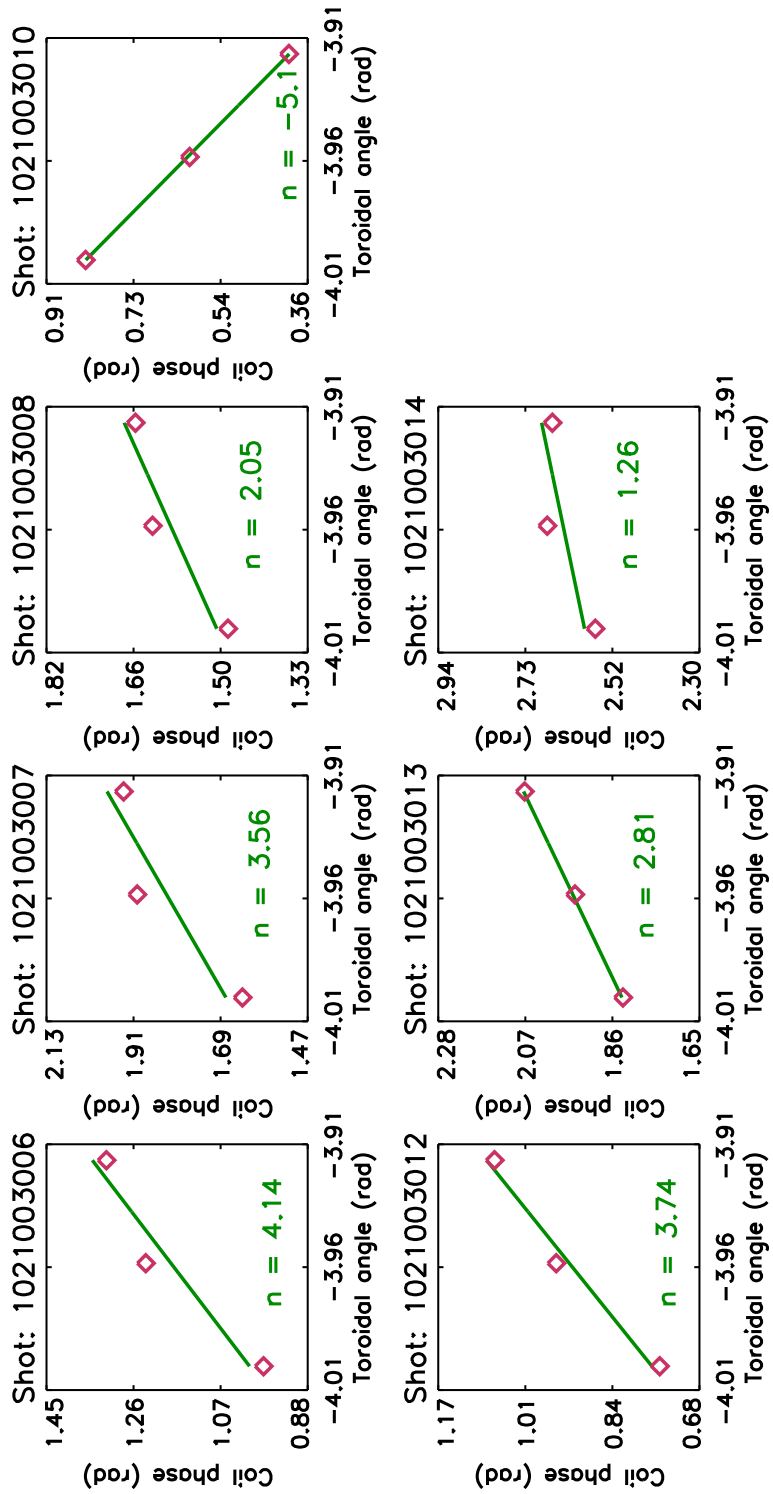 Shot: 1021003006
1.45
1.26
1.07
0.88
Coil phase (rad)
-4.01 -3.96 -3.91
Toroidal angle (rad)
n = 4.14
Shot: 1021003007
2.13
1.91
1.69
1.47
Coil phase (rad)
-4.01 -3.96 -3.91
Toroidal angle (rad)
n = 3.56
Shot: 1021003008
1.82
1.66
1.50
1.33
Coil phase (rad)
-4.01 -3.96 -3.91
Toroidal angle (rad)
n = 2.05
Shot: 1021003010
0.91
0.73
0.54
0.36
Coil phase (rad)
-4.01 -3.96 -3.91
Toroidal angle (rad)
n = -5.1
Shot: 1021003012
1.17
1.01
0.84
0.68
Coil phase (rad)
-4.01 -3.96 -3.91
Toroidal angle (rad)
n = 3.74
Shot: 1021003013
2.28
2.07
1.86
1.65
Coil phase (rad)
-4.01 -3.96 -3.91
Toroidal angle (rad)
n = 2.81
Shot: 1021003014
2.94
2.73
2.52
2.30
Coil phase (rad)
-4.01 -3.96 -3.91
Toroidal angle (rad)
n = 1.26